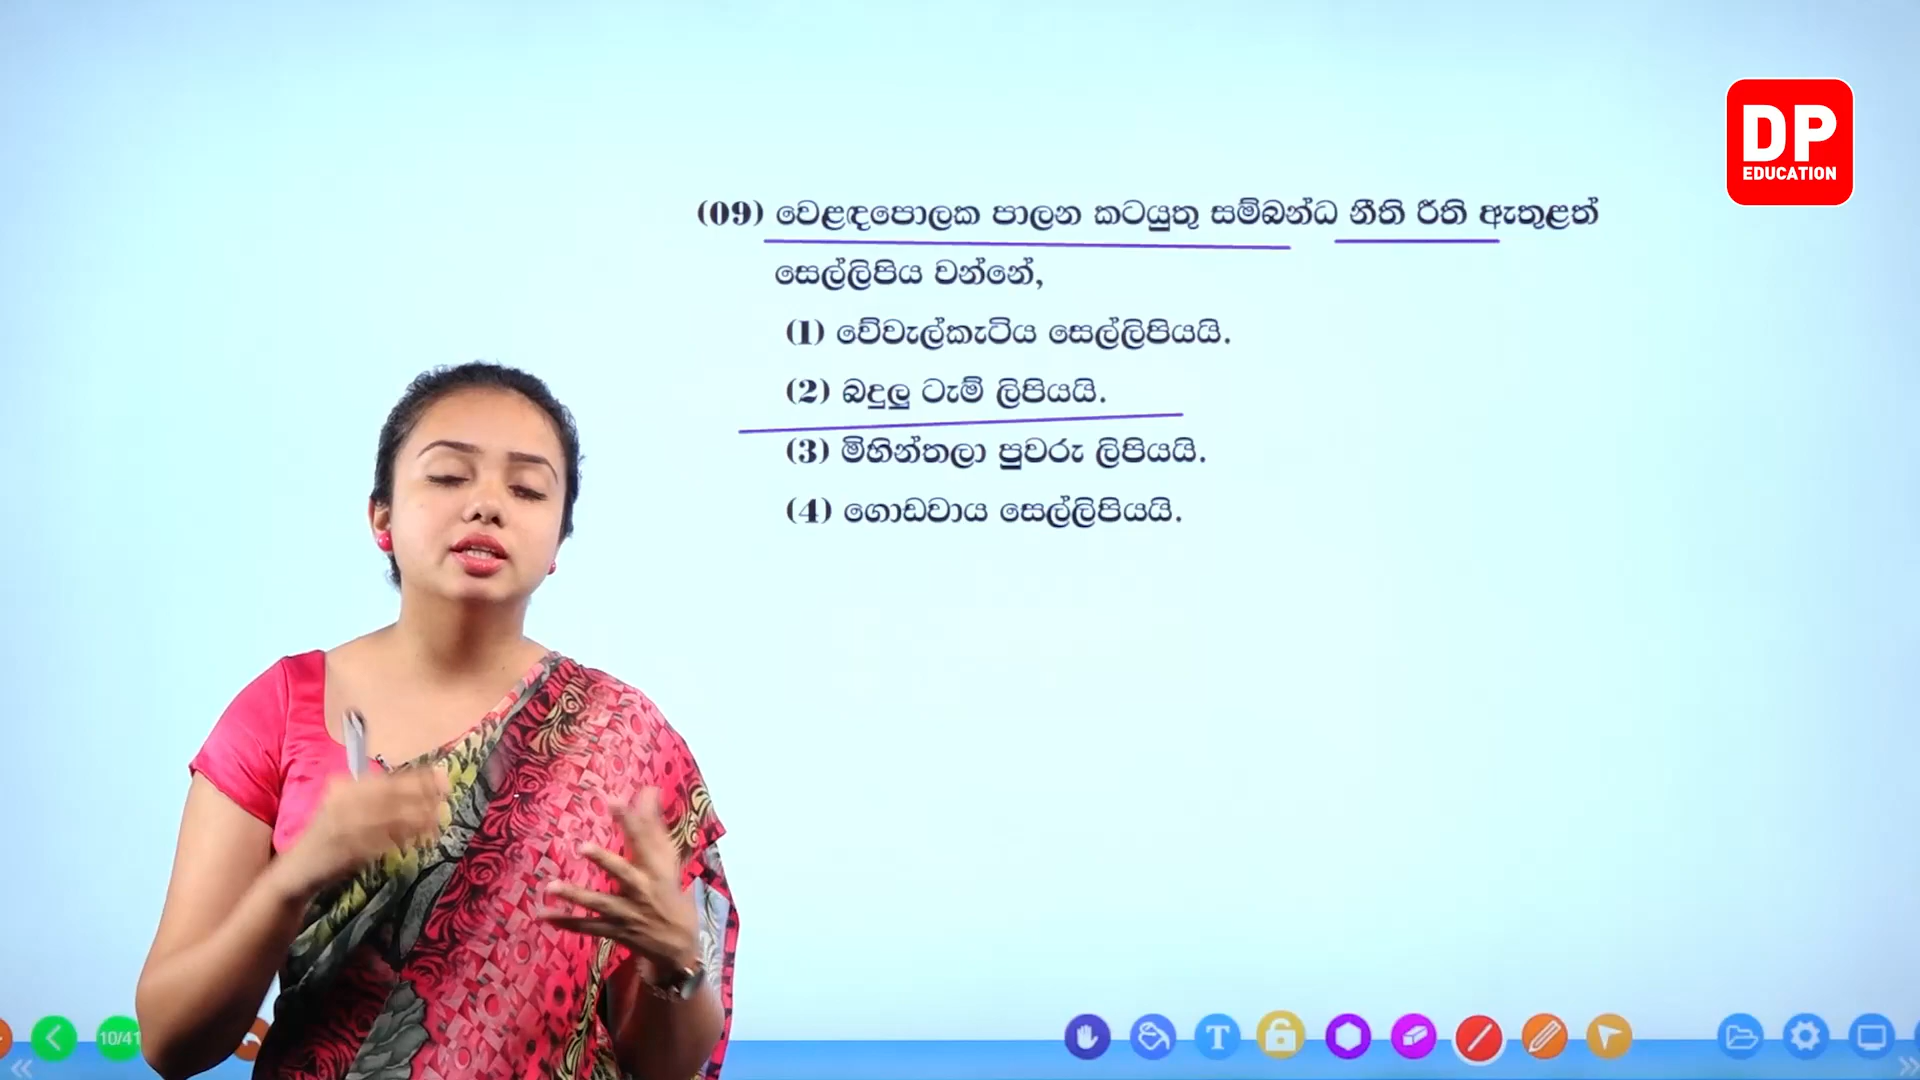 DP
EDUCATION
(09) වෙළඳපොලක පාලන කටයුතු සම්බන්ධ නීති රීති ඇතුළත්
සෙල්ලිපිය වන්නේ,
(1) වේවැල්කැටිය සෙල්ලිපියයි.
(2) බදුලු ටැම් ලිපියයි.
(3) මිහින්තලා පුවරු ලිපියයි.
(4) ගොඩවාය සෙල්ලිපියයි.
10/41
T